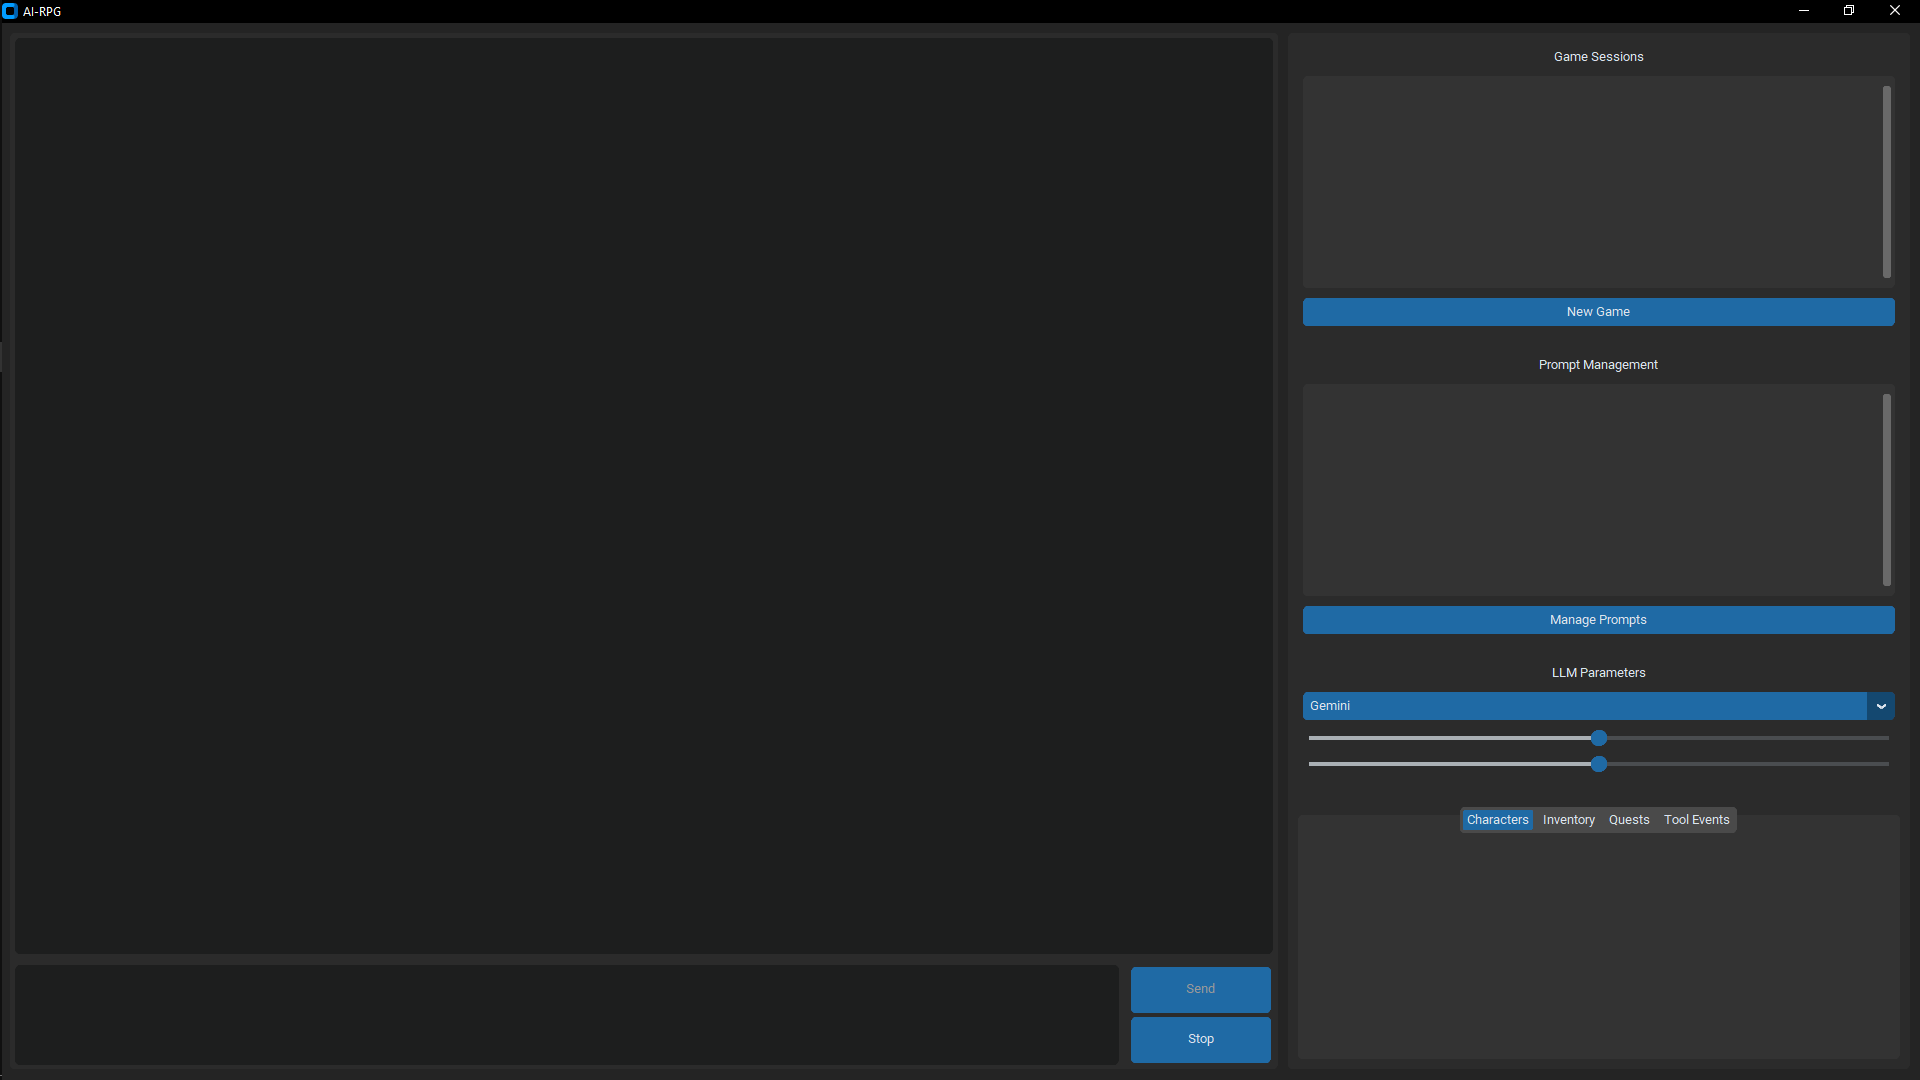 AI-RPG
Game Sessions
New Game
Prompt Management
Manage Prompts
LLM Parameters
Gemini
Characters Inventory Quests Tool Events
Send
Stop